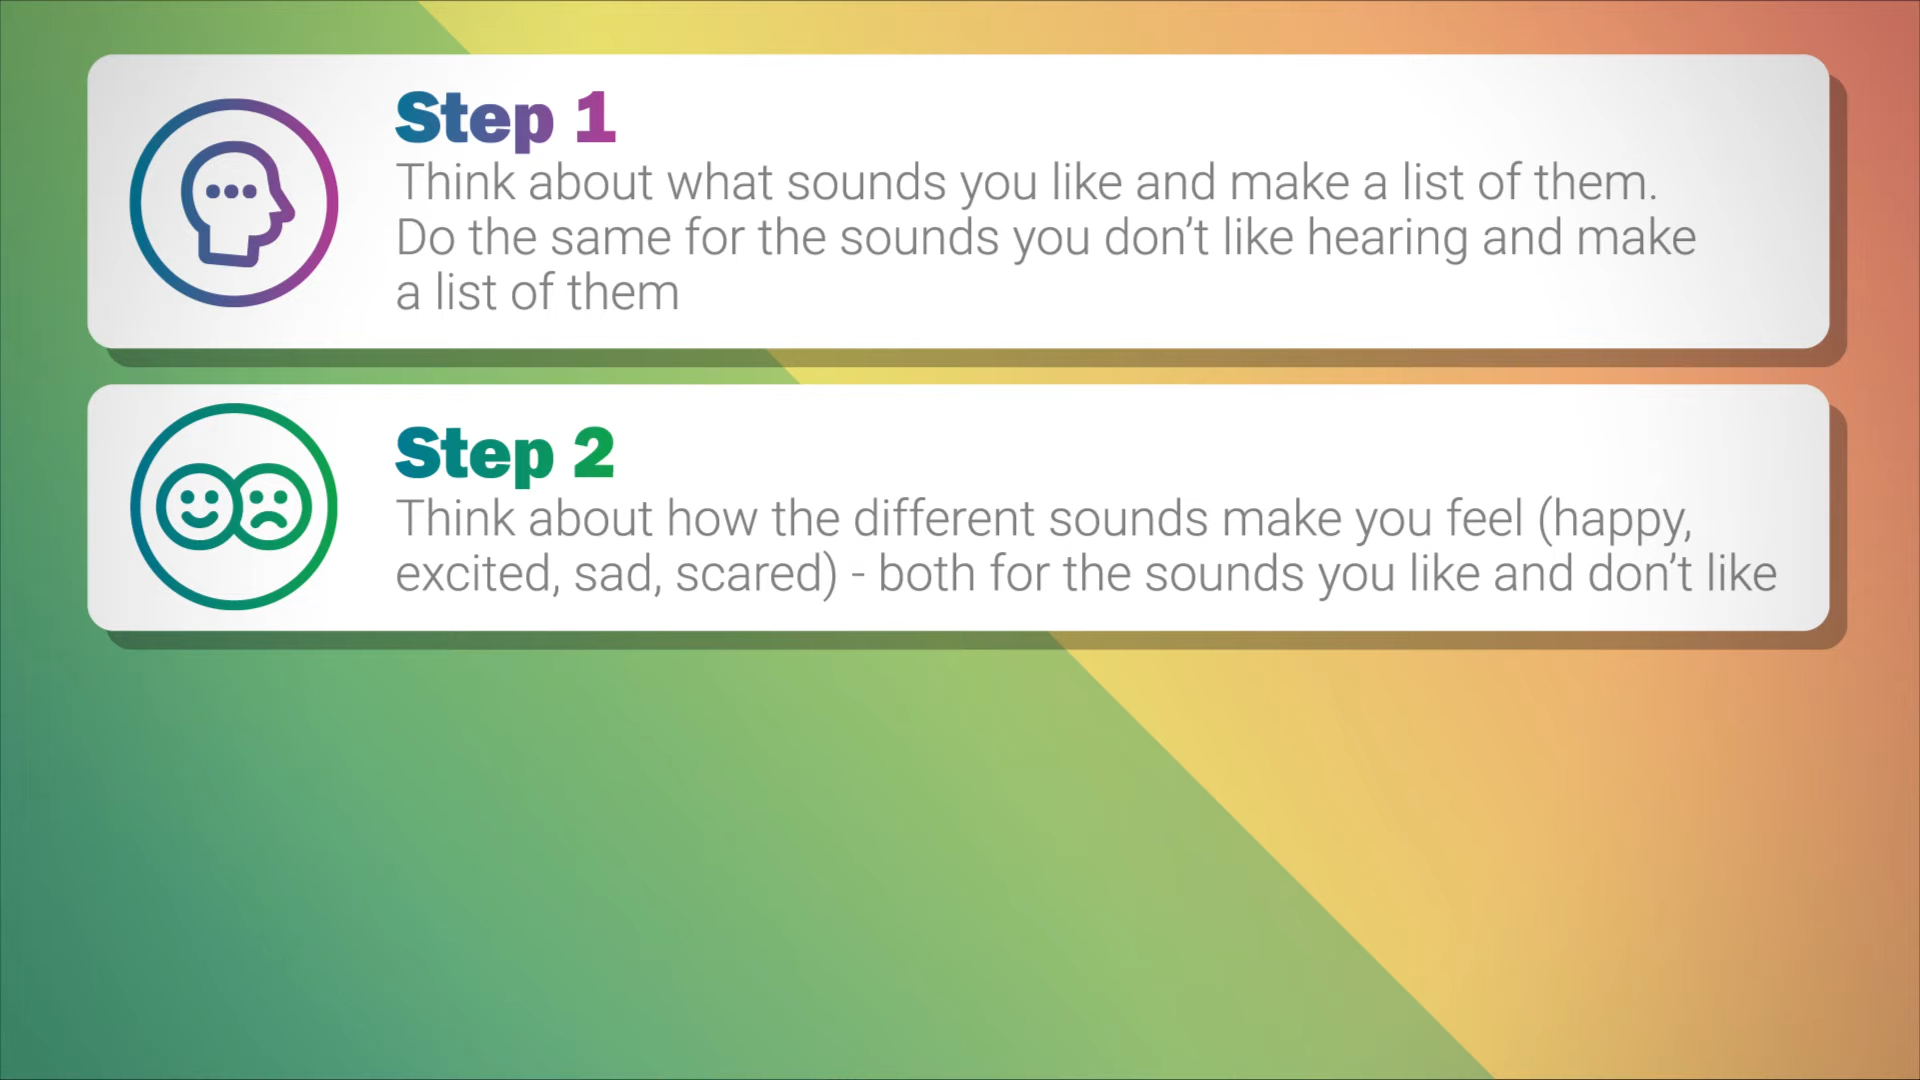 Step 1
Think about what sounds you like and make a list of them.
Do the same for the sounds you don’t like hearing and make
a list of them
Step 2
Think about how the different sounds make you feel (happy,
excited, sad, scared) - both for the sounds you like and don’t like